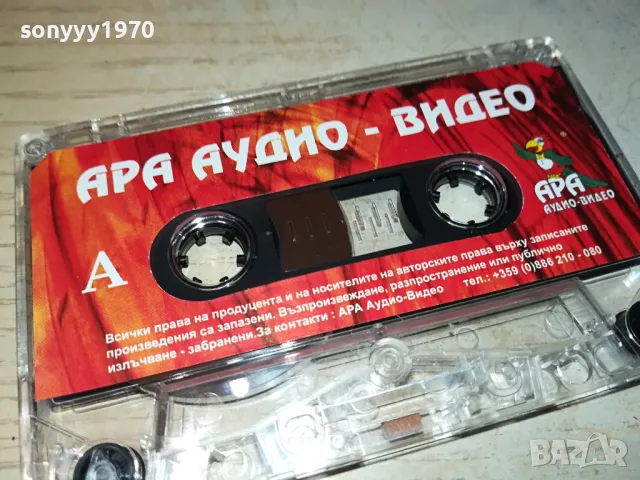 sonyyy1970
АРА АУДИО - ВИДЕО
АРА
АУДИО-ВИДЕО
A
Всички права на продуцента и на носителите на авторските права върху записаните
произведения са запазени. Възпроизвеждане, разпространение или публично
излъчване - забранени.За контакти : АРА Аудио-Видео тел.: +359 (0)886 210 - 080
BAZAR